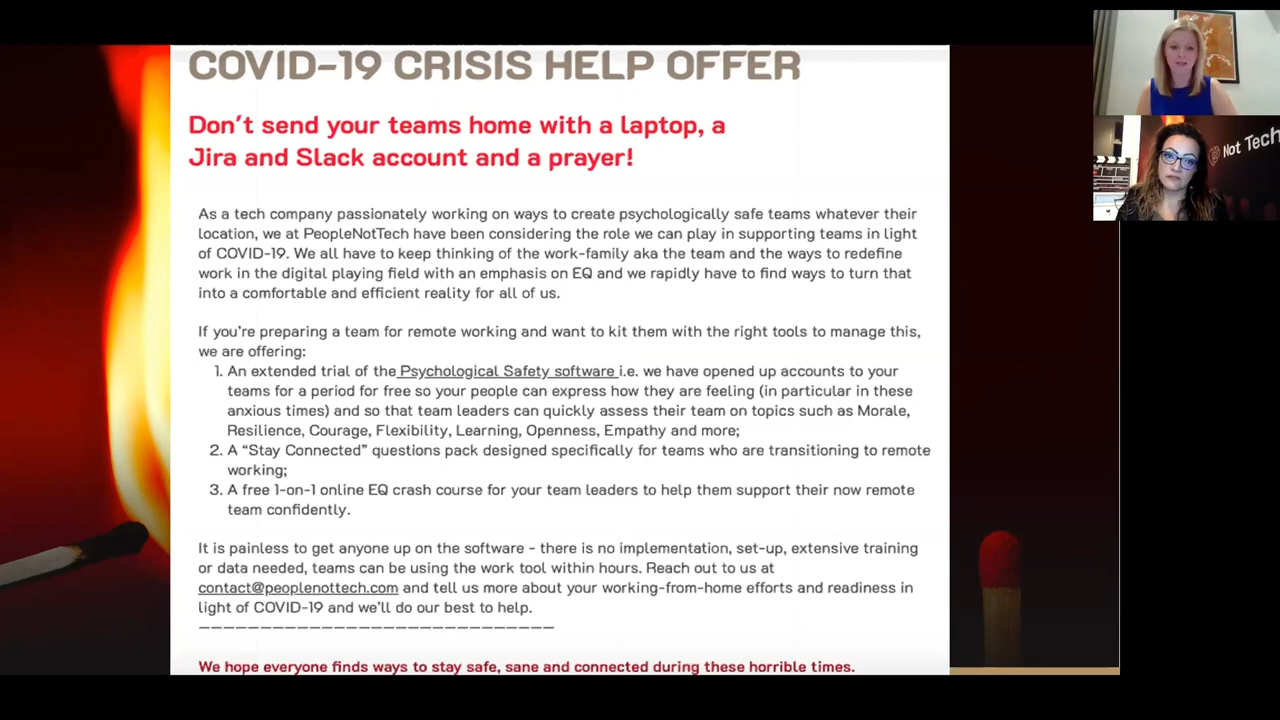 COVID-19 CRISIS HELP OFFER
Don't send your teams home with a laptop, a
Jira and Slack account and a prayer!
As a tech company passionately working on ways to create psychologically safe teams whatever their
location, we at PeopleNotTech have been considering the role we can play in supporting teams in light
of COVID-19. We all have to keep thinking of the work-family aka the team and the ways to redefine
work in the digital playing field with an emphasis on EQ and we rapidly have to find ways to turn that
into a comfortable and efficient reality for all of us.
If you're preparing a team for remote working and want to kit them with the right tools to manage this,
we are offering:
1. An extended trial of the Psychological Safety software i.e. we have opened up accounts to your
teams for a period for free so your people can express how they are feeling (in particular in these
anxious times) and so that team leaders can quickly assess their team on topics such as Morale,
Resilience, Courage, Flexibility, Learning, Openness, Empathy and more;
2. A “Stay Connected” questions pack designed specifically for teams who are transitioning to remote
working;
3. A free 1-on-1 online EQ crash course for your team leaders to help them support their now remote
team confidently.
It is painless to get anyone up on the software - there is no implementation, set-up, extensive training
or data needed, teams can be using the work tool within hours. Reach out to us at
contact@peoplenottech.com and tell us more about your working-from-home efforts and readiness in
light of COVID-19 and we'll do our best to help.
We hope everyone finds ways to stay safe, sane and connected during these horrible times.
Not Tech